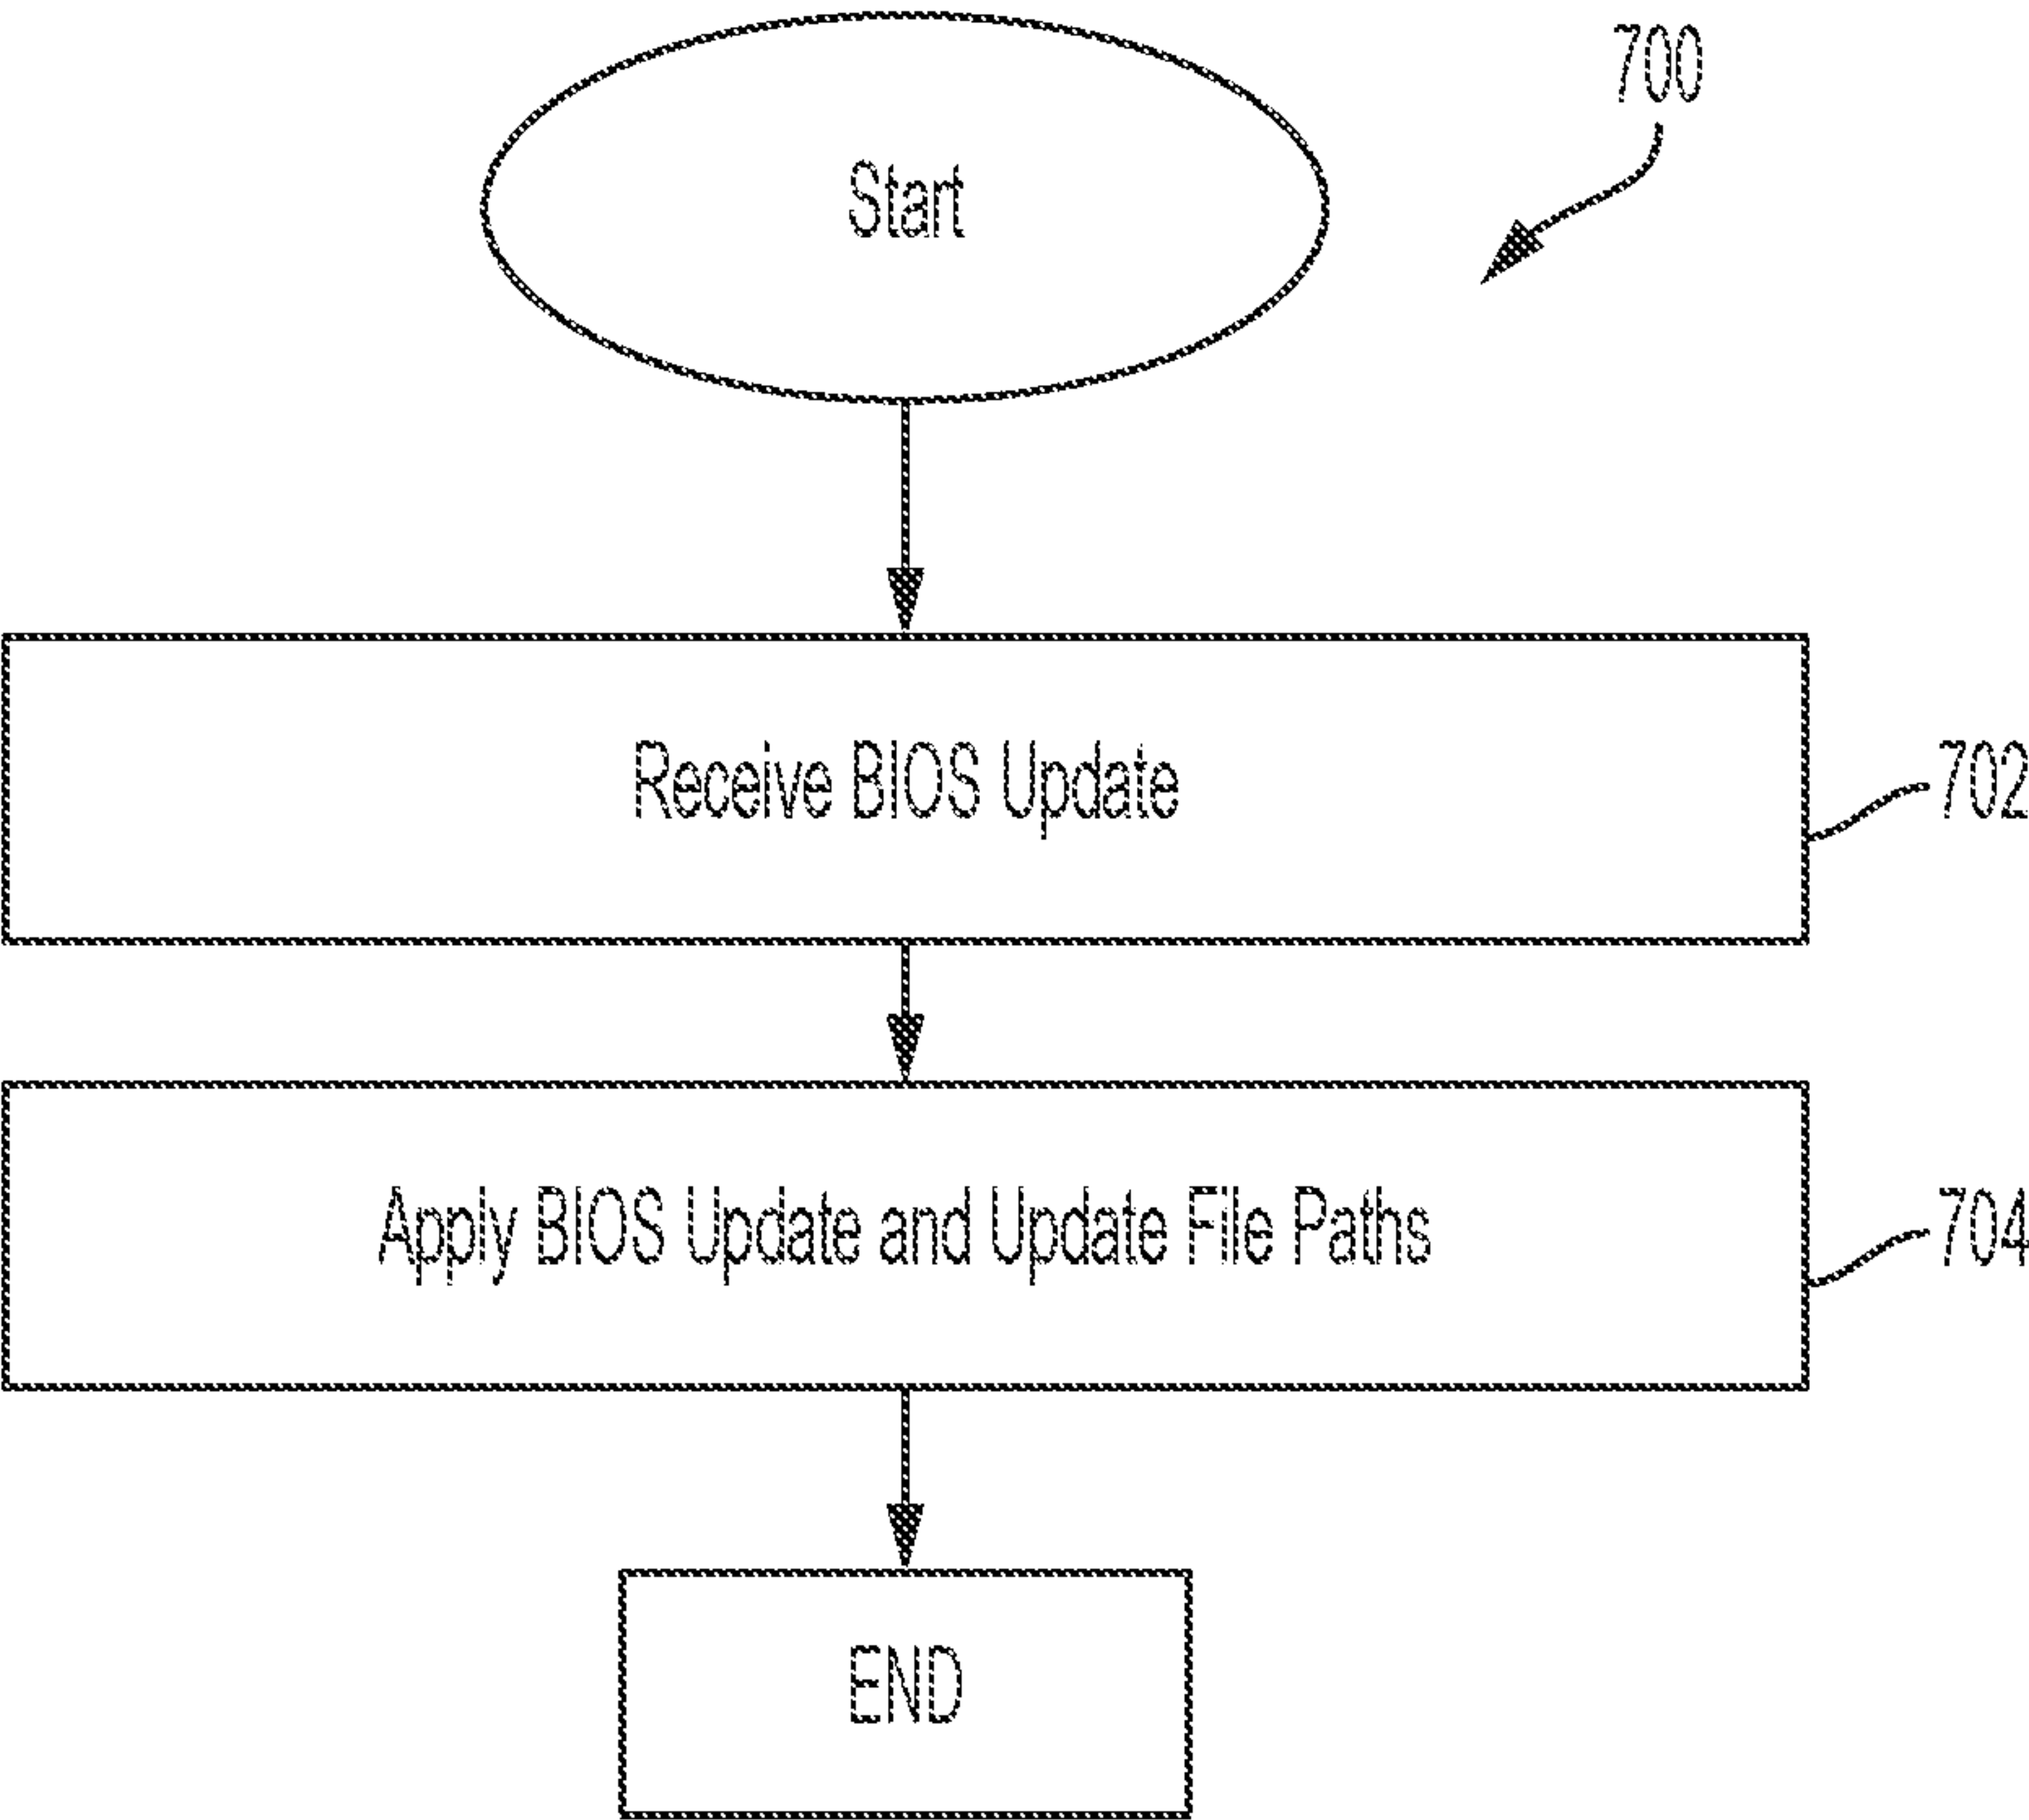 700
Start
Receive BIOS Update
702
Apply BIOS Update and Update File Paths
704
END